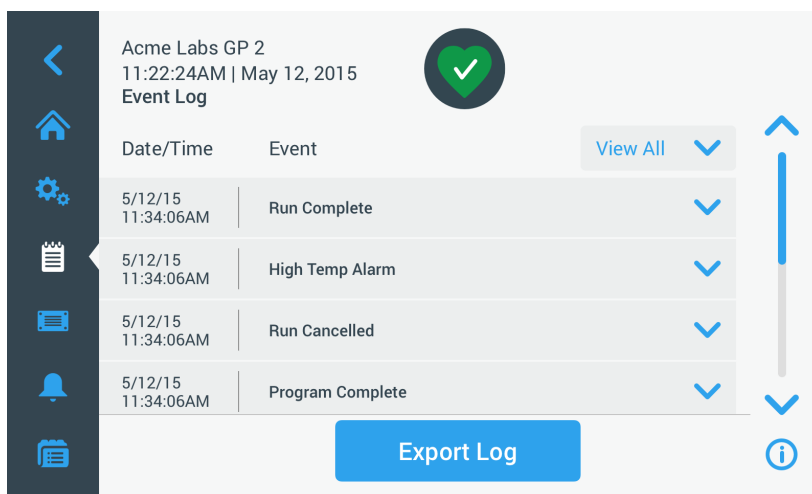 Acme Labs GP 2
11:22:24AM | May 12, 2015
Event Log
Date/Time Event View All
5/12/15
11:34:06AM
Run Complete
5/12/15
11:34:06AM
High Temp Alarm
5/12/15
11:34:06AM
Run Cancelled
5/12/15
11:34:06AM
Program Complete
Export Log